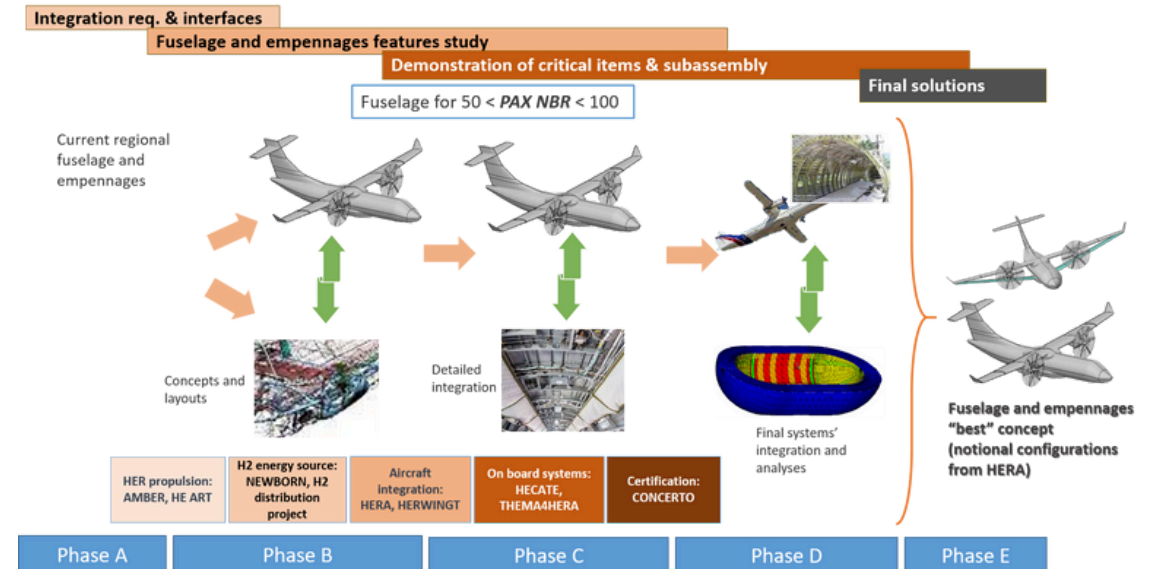 Integration req. & interfaces
Fuselage and empennages features study
Demonstration of critical items & subassembly
Final solutions
Fuselage for 50 < PAX NBR < 100
Current regional
fuselage and
empennages
Concepts and
layouts
Detailed
integration
Final systems'
integration and
analyses
Fuselage and empennages
"best" concept
(notional configurations
from HERA)
HER propulsion:
AMBER, HE ART
H2 energy source:
NEWBORN, H2
distribution
project
Aircraft
integration:
HERA, HERWINGT
On board systems:
HECATE,
THEMA4HERA
Certification:
CONCERTO
Phase A
Phase B
Phase C
Phase D
Phase E